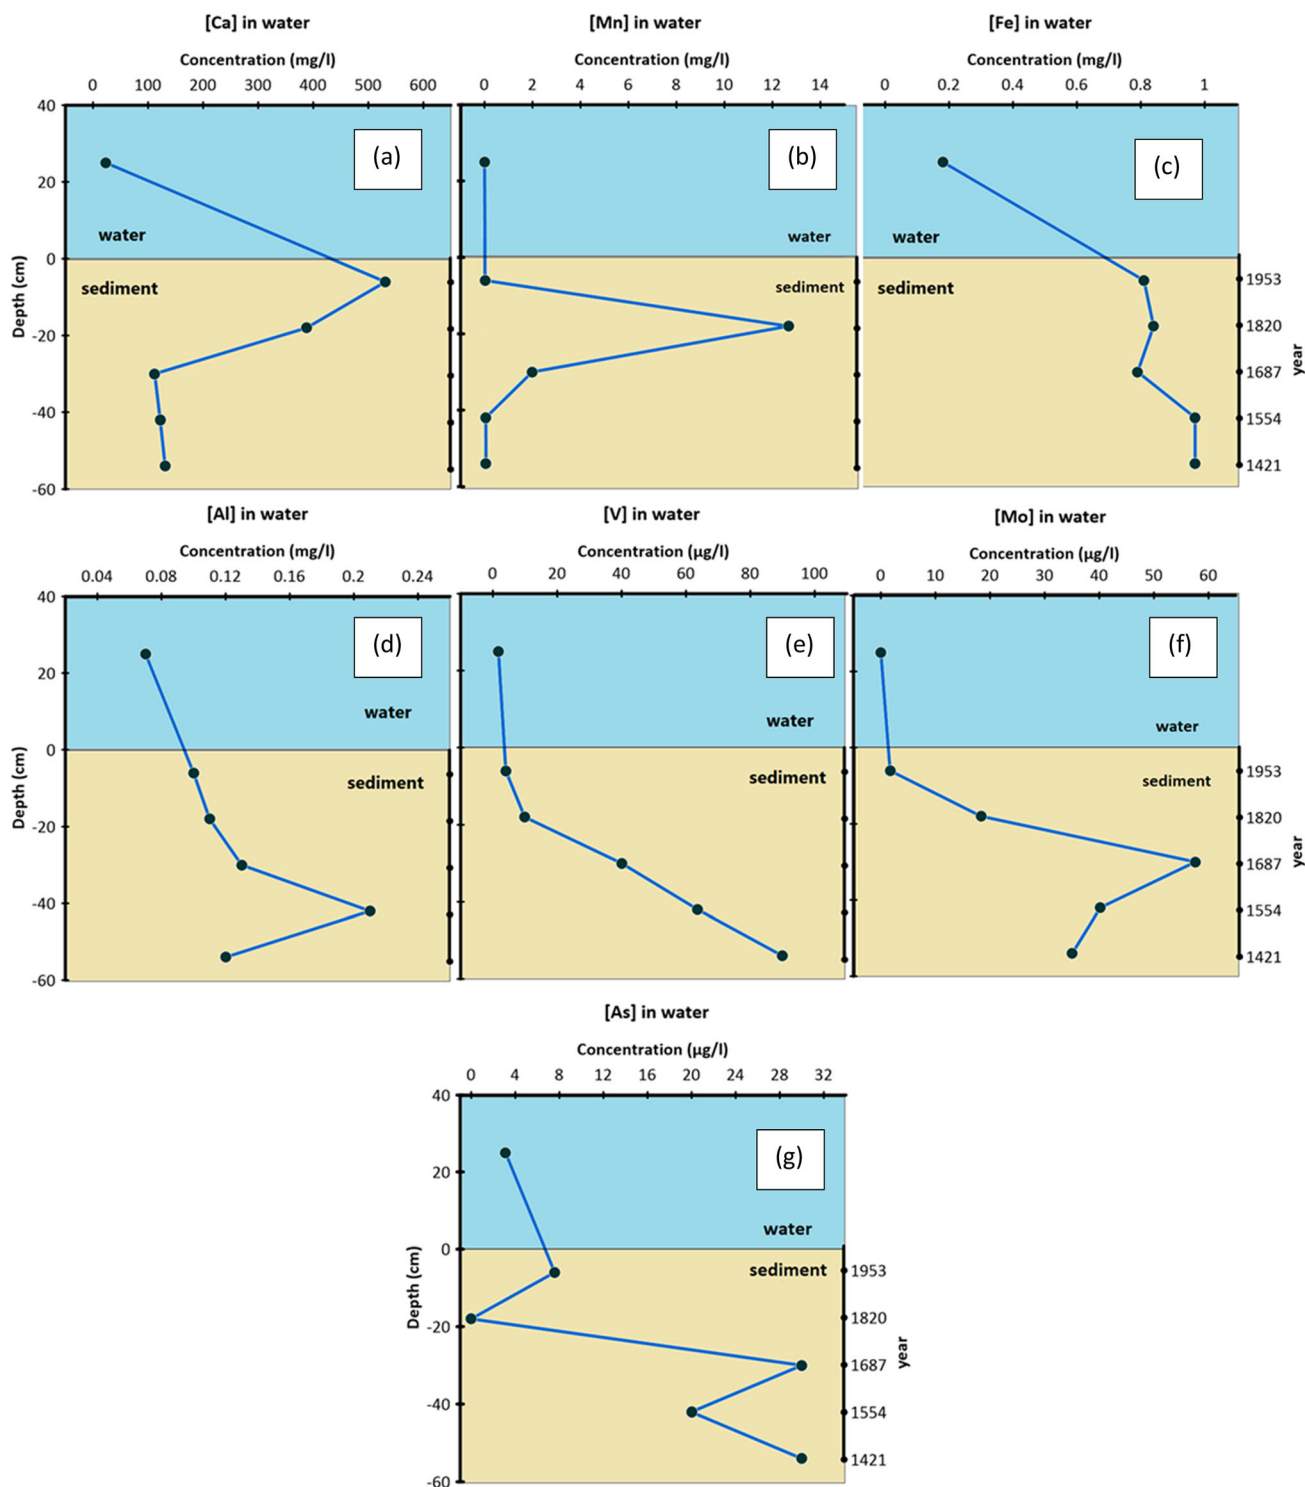 [Ca] in water
[Mn] in water
[Fe] in water
Concentration (mg/l)
Concentration (mg/l)
Concentration (mg/l)
0 100 200 300 400 500 600
0 2 4 6 8 10 12 14
0 0.2 0.4 0.6 0.8 1
40
20
0
-20
-40
-60
Depth (cm)
(a)
water
sediment
(b)
water
sediment
(c)
water
sediment
1953
1820
1687
1554
1421
year
[Al] in water
[V] in water
[Mo] in water
Concentration (mg/l)
Concentration (µg/l)
Concentration (µg/l)
0.04 0.08 0.12 0.16 0.2 0.24
0 20 40 60 80 100
0 10 20 30 40 50 60
40
20
0
-20
-40
-60
Depth (cm)
(d)
water
sediment
(e)
water
sediment
(f)
water
sediment
1953
1820
1687
1554
1421
year
[As] in water
Concentration (µg/l)
0 4 8 12 16 20 24 28 32
40
20
0
-20
-40
-60
Depth (cm)
(g)
water
sediment
1953
1820
1687
1554
1421
year